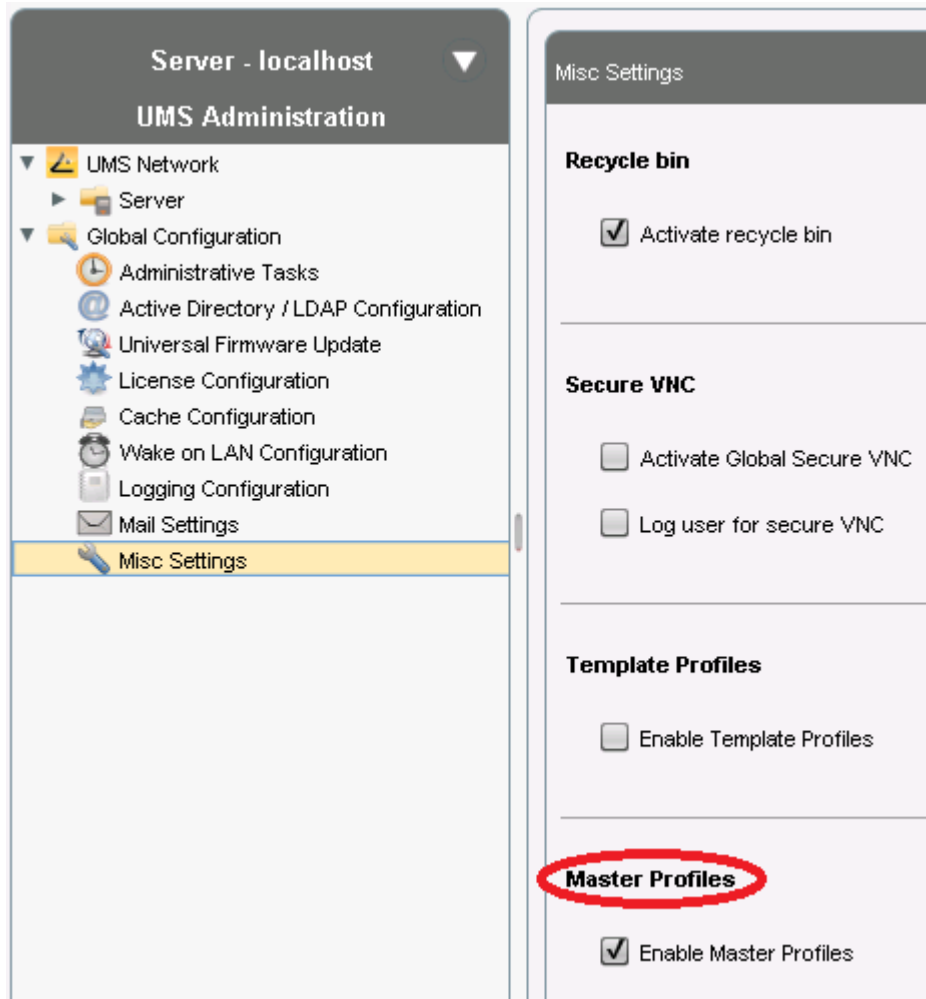 Server - localhost
UMS Administration
UMS Network
Server
Global Configuration
Administrative Tasks
Active Directory / LDAP Configuration
Universal Firmware Update
License Configuration
Cache Configuration
Wake on LAN Configuration
Logging Configuration
Mail Settings
Misc Settings
Misc Settings
Recycle bin
Activate recycle bin
Secure VNC
Activate Global Secure VNC
Log user for secure VNC
Template Profiles
Enable Template Profiles
Master Profiles
Enable Master Profiles